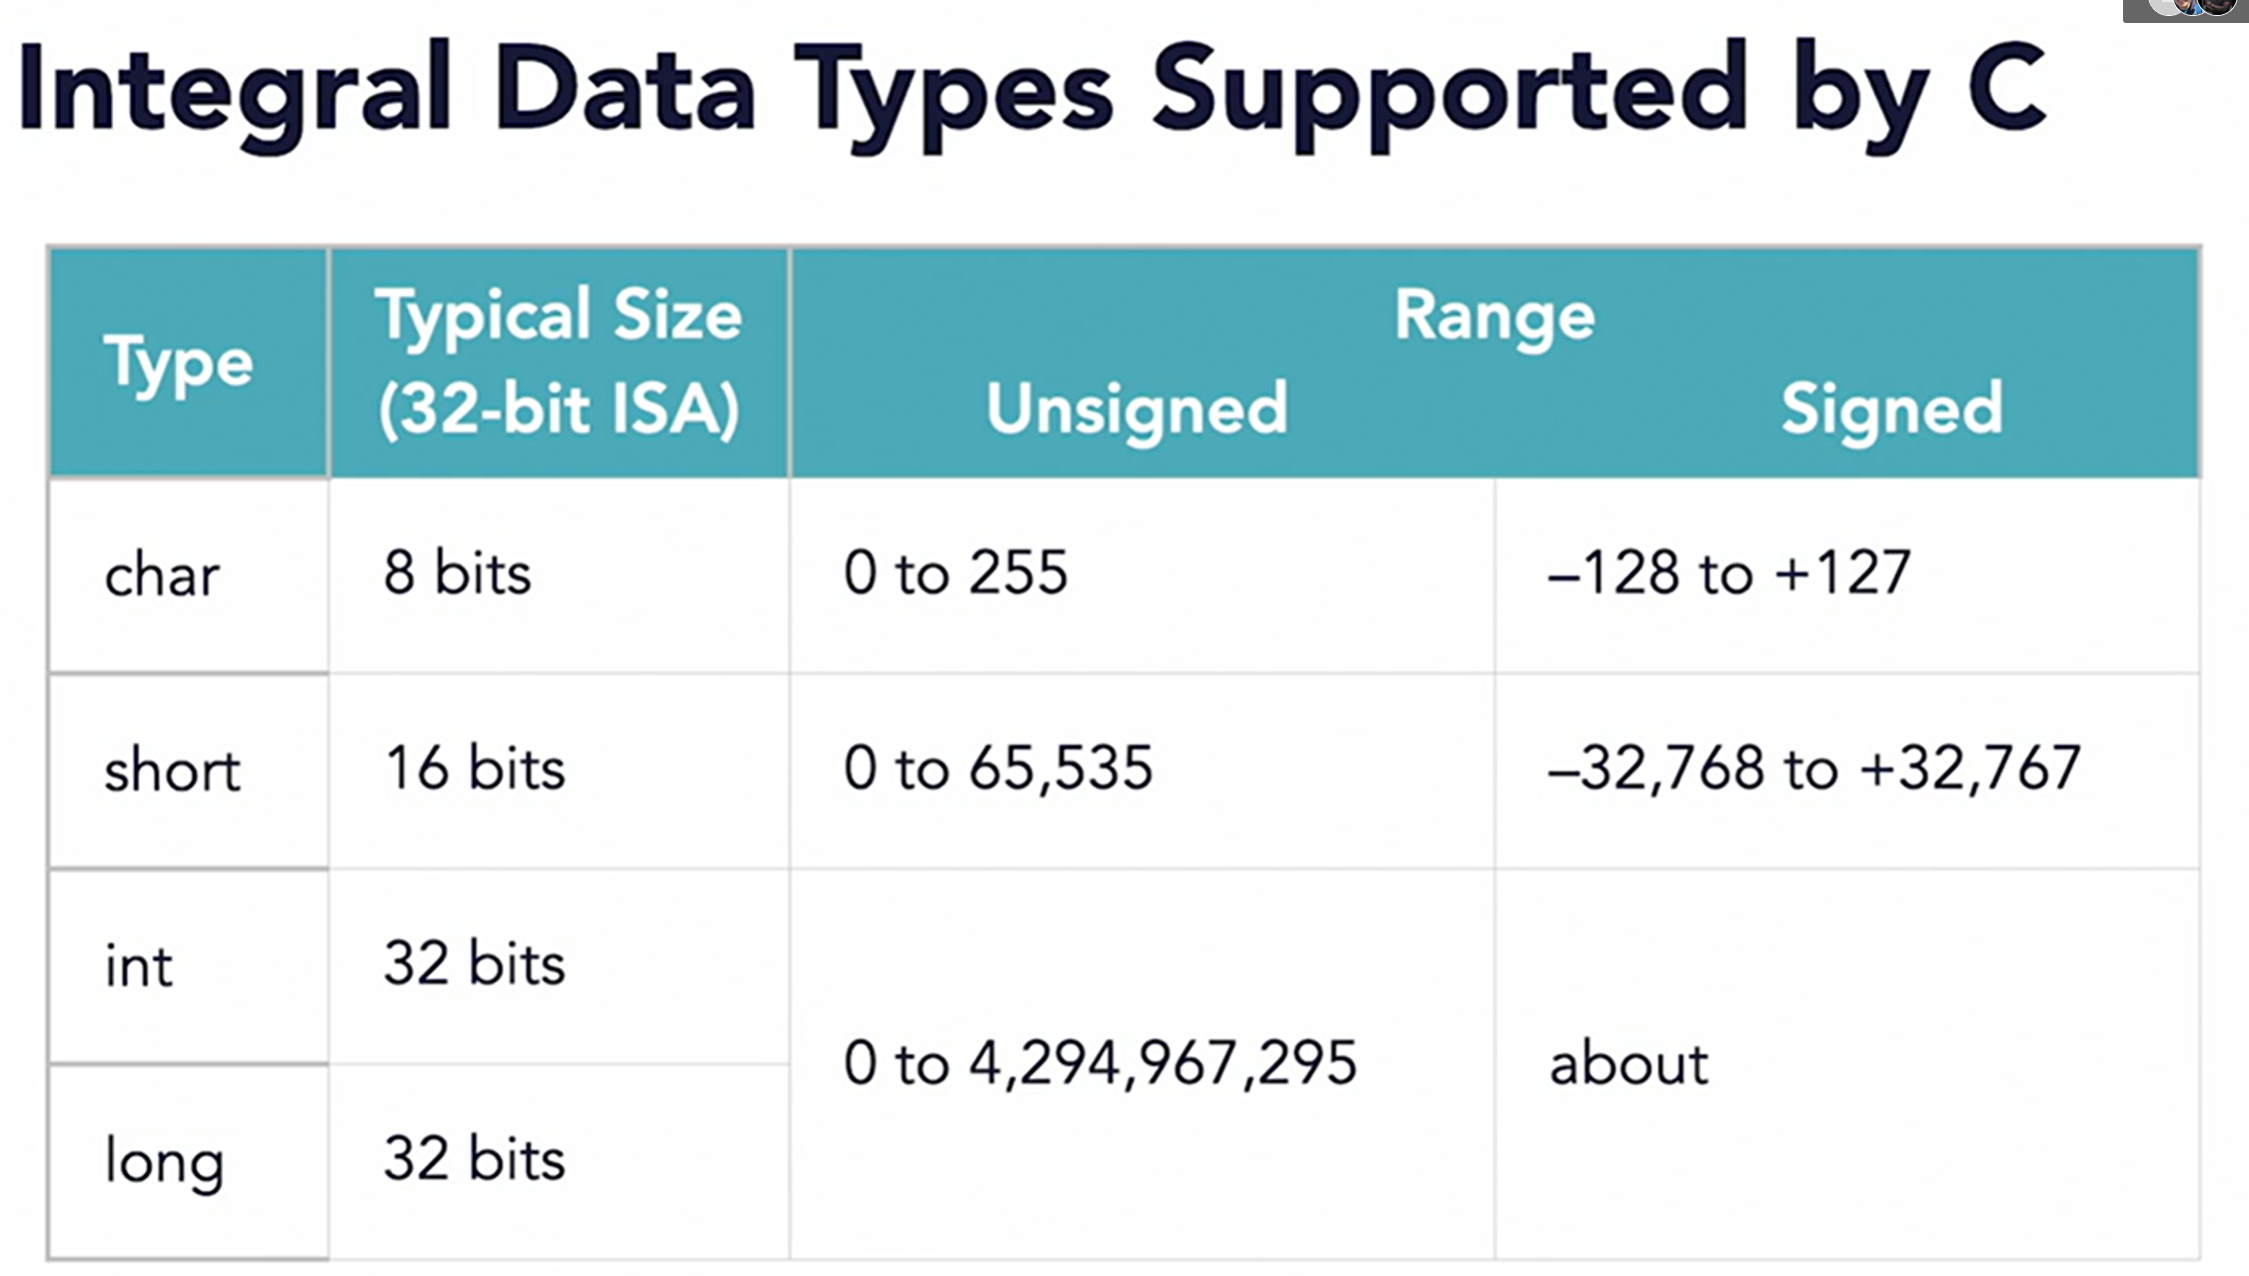 Integral Data Types Supported by C
Type
Typical Size
(32-bit ISA)
Range
Unsigned
Signed
char
8 bits
0 to 255
–128 to +127
short
16 bits
0 to 65,535
–32,768 to +32,767
int
32 bits
0 to 4,294,967,295
about
long
32 bits